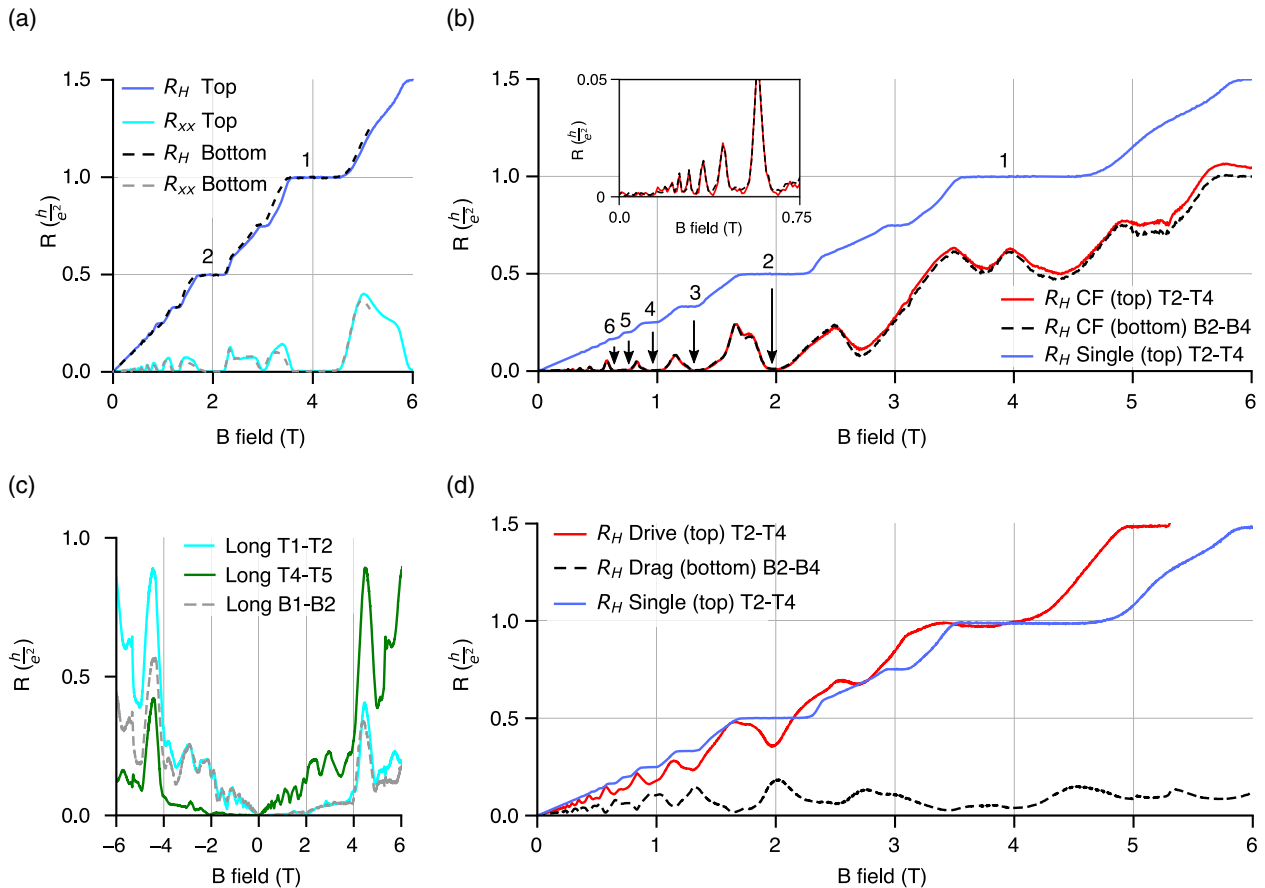 (a)
1.5
1.0
0.5
0.0
R (h/e²)
R_H Top
R_xx Top
R_H Bottom
R_xx Bottom
1
2
0 2 4 6
B field (T)
(b)
1.5
1.0
0.5
0.0
R (h/e²)
0.05
0
R (h/e²)
0.0 0.75
B field (T)
1
2
3
4
5
6
R_H CF (top) T2-T4
R_H CF (bottom) B2-B4
R_H Single (top) T2-T4
0 1 2 3 4 5 6
B field (T)
(c)
1.0
0.5
0.0
R (h/e²)
Long T1-T2
Long T4-T5
Long B1-B2
−6 −4 −2 0 2 4 6
B field (T)
(d)
1.5
1.0
0.5
0.0
R (h/e²)
R_H Drive (top) T2-T4
R_H Drag (bottom) B2-B4
R_H Single (top) T2-T4
0 1 2 3 4 5 6
B field (T)